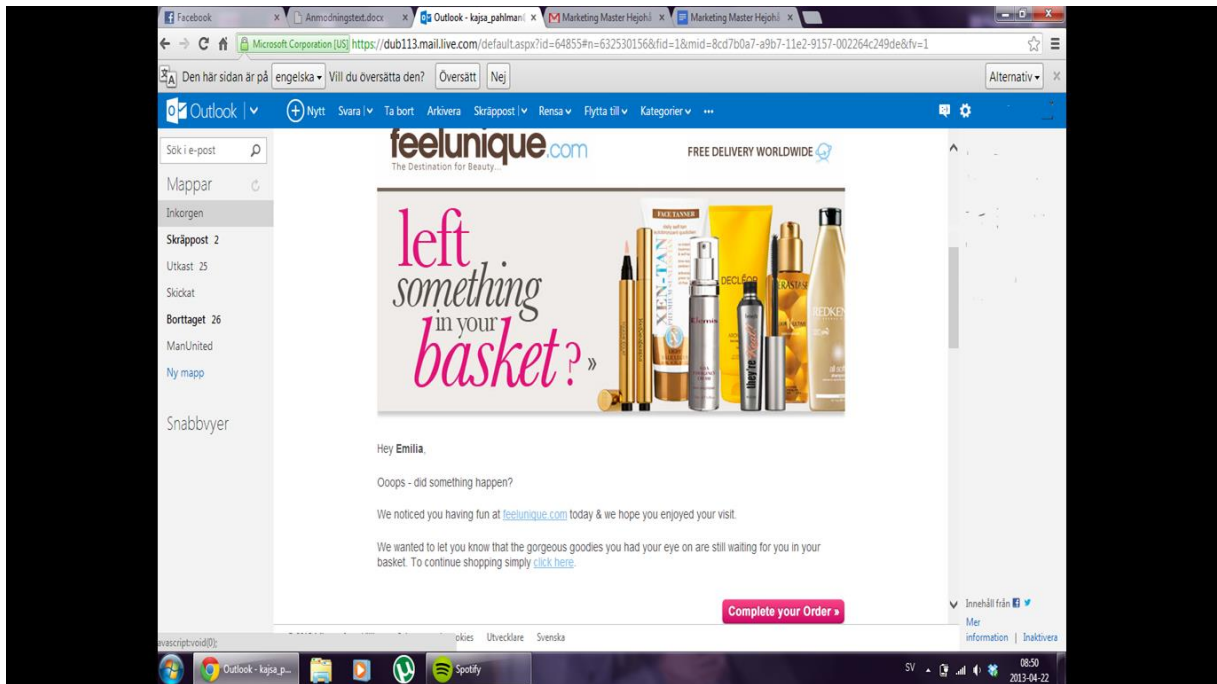 Facebook
Anmodningstext.docx
Outlook - kajsa_pahlman@
Marketing Master Hejohå
Marketing Master Hejohå
Microsoft Corporation [US] https://dub113.mail.live.com/default.aspx?id=64855#n=632530156&fid=1&mid=8cd7b0a7-a9b7-11e2-9157-002264c249de&fv=1
Den här sidan är på engelska Vill du översätta den? Översätt Nej Alternativ
Outlook Nytt Svara Ta bort Arkivera Skräppost Rensa Flytta till Kategorier
Sök i e-post
Mappar
Inkorgen
Skräppost 2
Utkast 25
Skickat
Borttaget 26
ManUnited
Ny mapp
Snabbvyer
feelunique.com
The Destination for Beauty...
FREE DELIVERY WORLDWIDE
left
something
in your
basket? »
FACE TANNER
XEN-TAN
DECLÉOR
KERASTASE
REDKEN
Elemis
they're real!
all soft
Hey Emilia,
Ooops - did something happen?
We noticed you having fun at feelunique.com today & we hope you enjoyed your visit.
We wanted to let you know that the gorgeous goodies you had your eye on are still waiting for you in your
basket. To continue shopping simply click here.
Complete your Order »
Innehåll från
Mer
information | Inaktivera
Utvecklare Svenska
avascript:void(0);
Outlook - kajsa_p...
Spotify
SV
08:50
2013-04-22